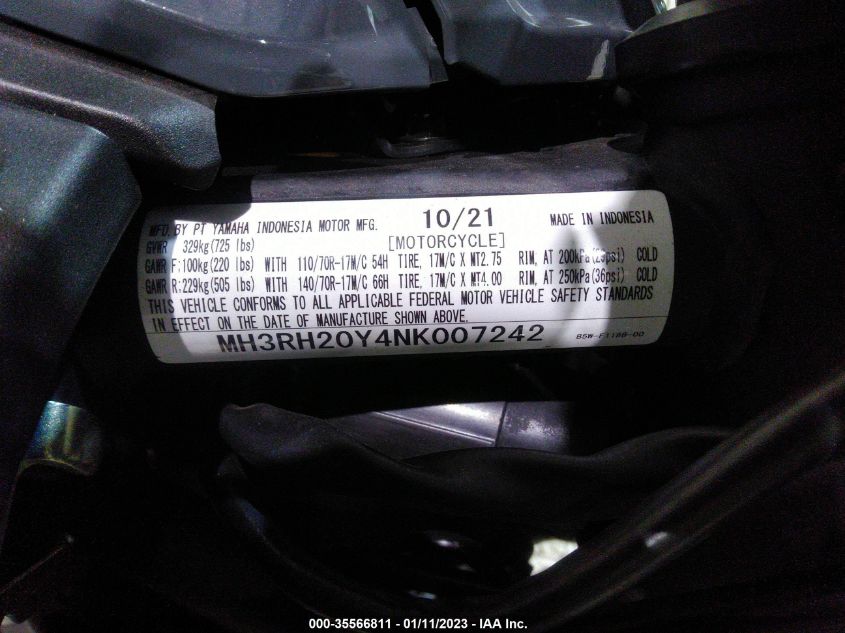 MFD. BY PT YAMAHA INDONESIA MOTOR MFG. 10/21 MADE IN INDONESIA
GVWR 329kg(725 lbs) [MOTORCYCLE]
GAWR F:100kg(220 lbs) WITH 110/70R-17M/C 54H TIRE, 17M/C X MT2.75 RIM, AT 200kPa(29psi) COLD
GAWR R:229kg(505 lbs) WITH 140/70R-17M/C 66H TIRE, 17M/C X MT4.00 RIM, AT 250kPa(36psi) COLD
THIS VEHICLE CONFORMS TO ALL APPLICABLE FEDERAL MOTOR VEHICLE SAFETY STANDARDS
IN EFFECT ON THE DATE OF MANUFACTURE SHOWN ABOVE.
MH3RH20Y4NK007242 B5W-F118B-00
000-35566811 - 01/11/2023 - IAA Inc.